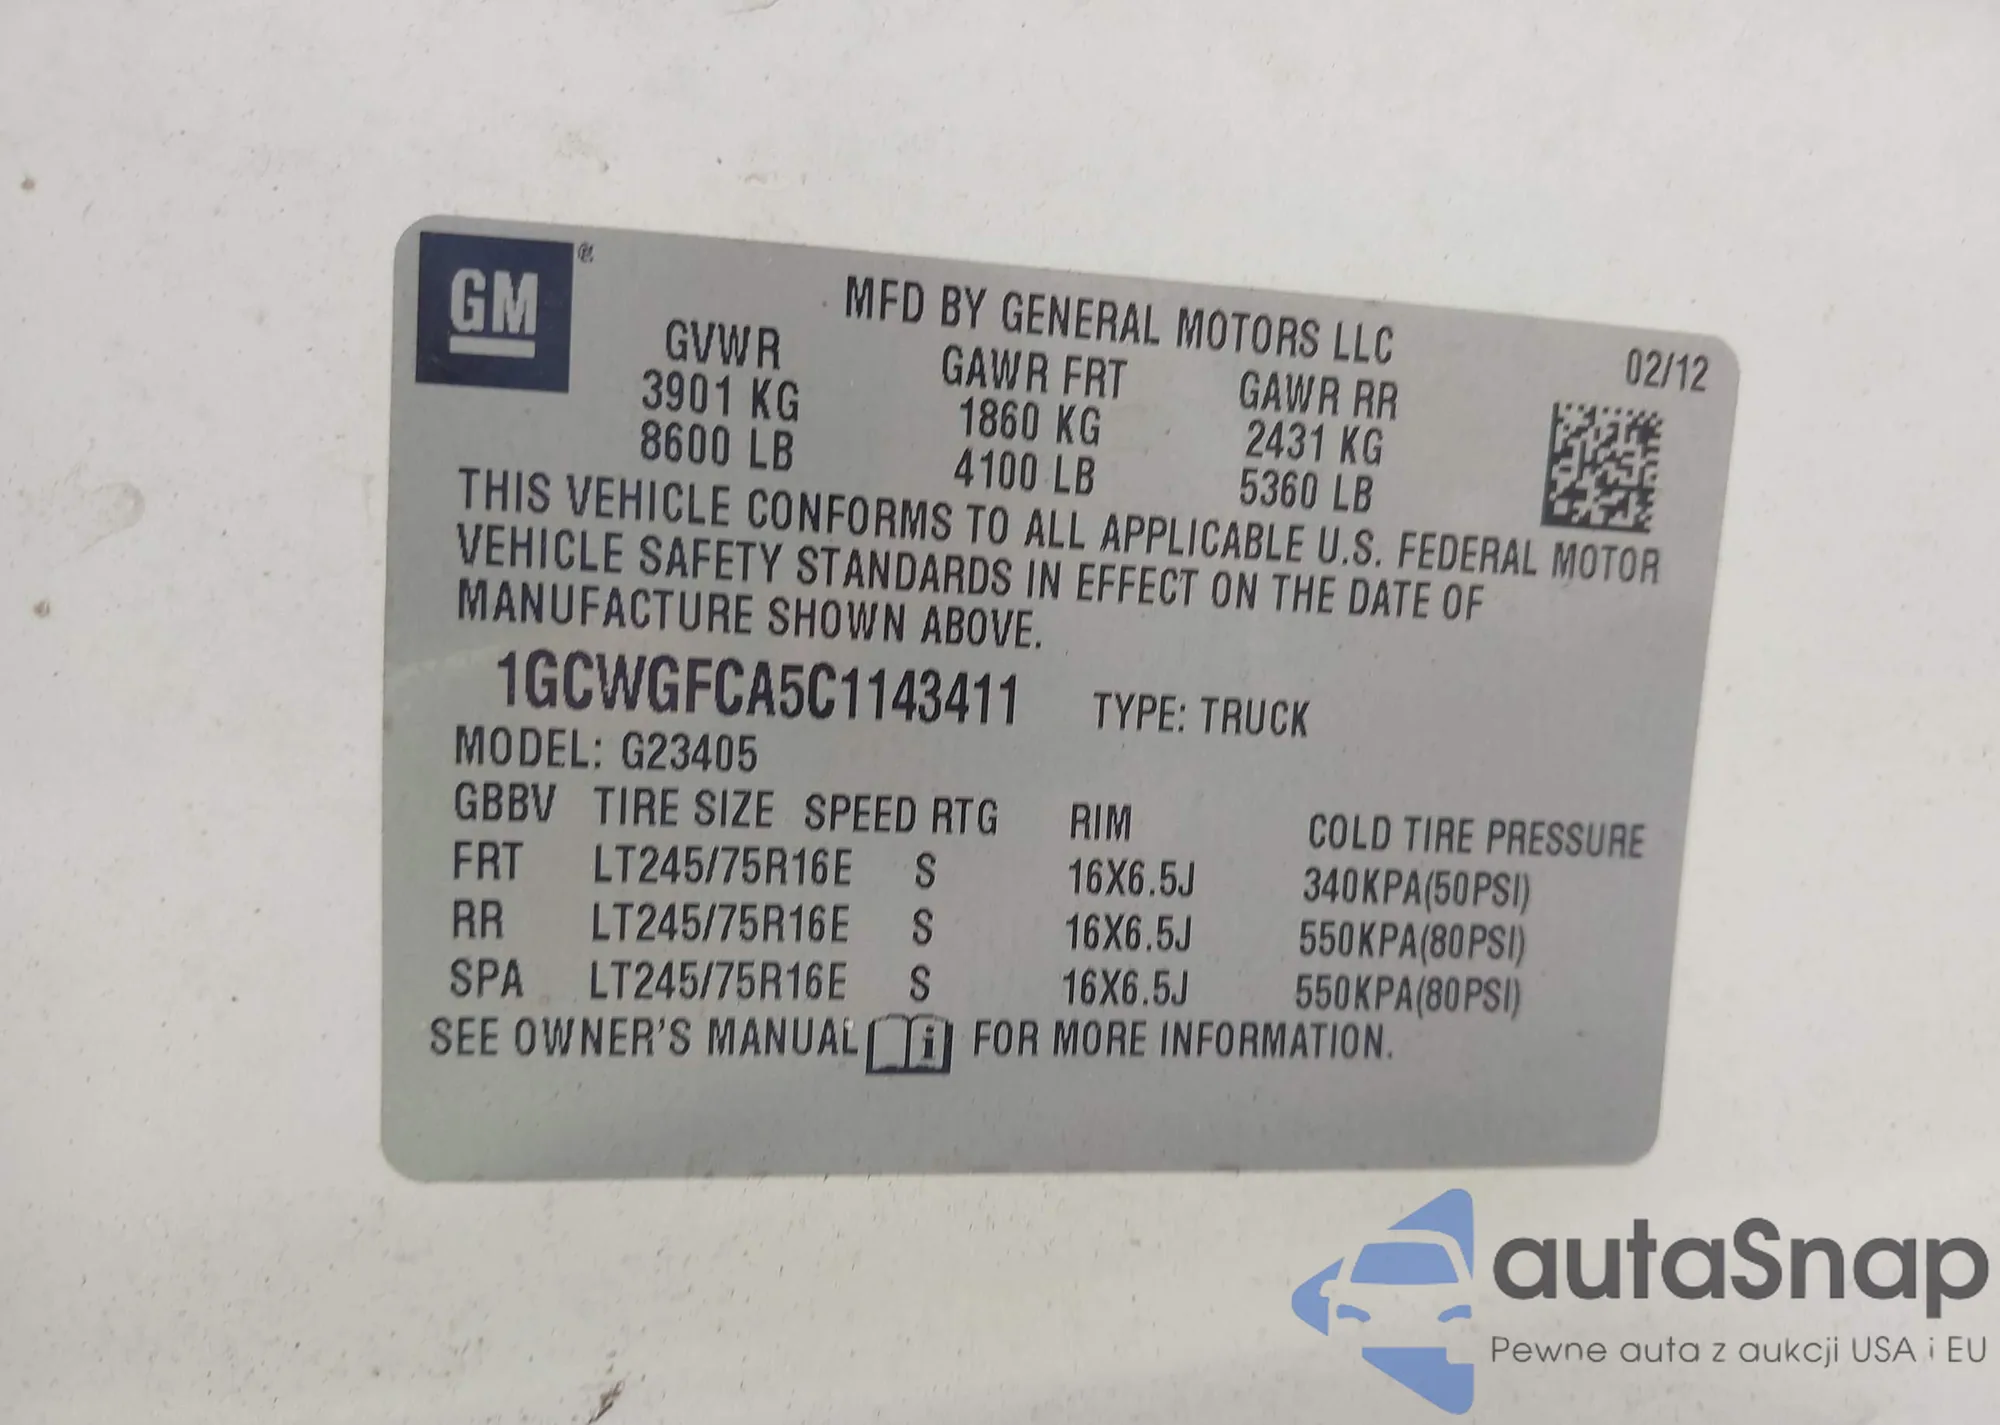 GM
MFD BY GENERAL MOTORS LLC
02/12
GVWR GAWR FRT GAWR RR
3901 KG 1860 KG 2431 KG
8600 LB 4100 LB 5360 LB
THIS VEHICLE CONFORMS TO ALL APPLICABLE U.S. FEDERAL MOTOR
VEHICLE SAFETY STANDARDS IN EFFECT ON THE DATE OF
MANUFACTURE SHOWN ABOVE.
1GCWGFCA5C1143411 TYPE: TRUCK
MODEL: G23405
GBBV TIRE SIZE SPEED RTG RIM COLD TIRE PRESSURE
FRT LT245/75R16E S 16X6.5J 340KPA(50PSI)
RR LT245/75R16E S 16X6.5J 550KPA(80PSI)
SPA LT245/75R16E S 16X6.5J 550KPA(80PSI)
SEE OWNER'S MANUAL i FOR MORE INFORMATION.
autaSnap
Pewne auta z aukcji USA i EU